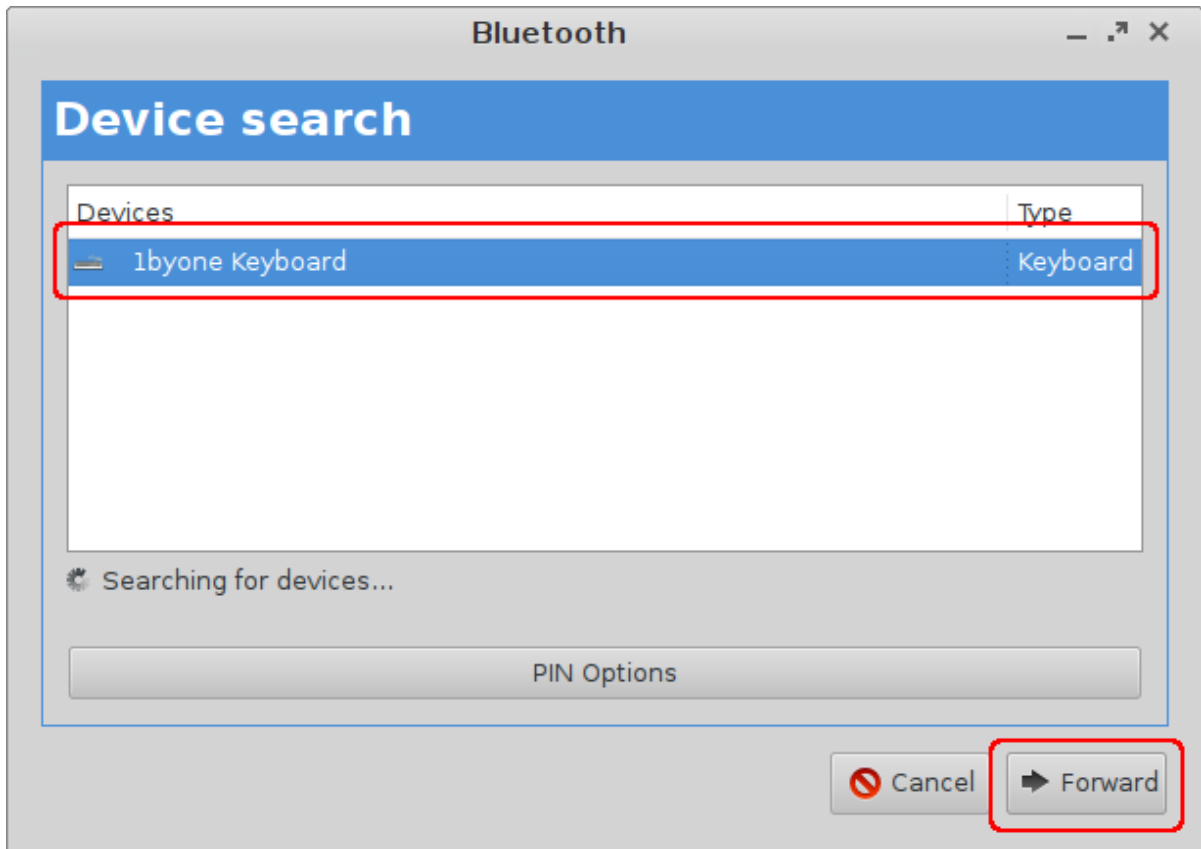 Bluetooth
Device search
Devices Type
1byone Keyboard Keyboard
Searching for devices...
PIN Options
Cancel Forward